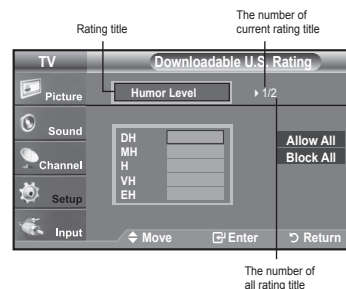 The number of
current rating title
Rating title
TV
Downloadable U.S. Rating
Picture
Humor Level
1/2
Sound
DH
MH
H
VH
EH
Allow All
Block All
Channel
Setup
Input
Move
Enter
Return
The number of
all rating title